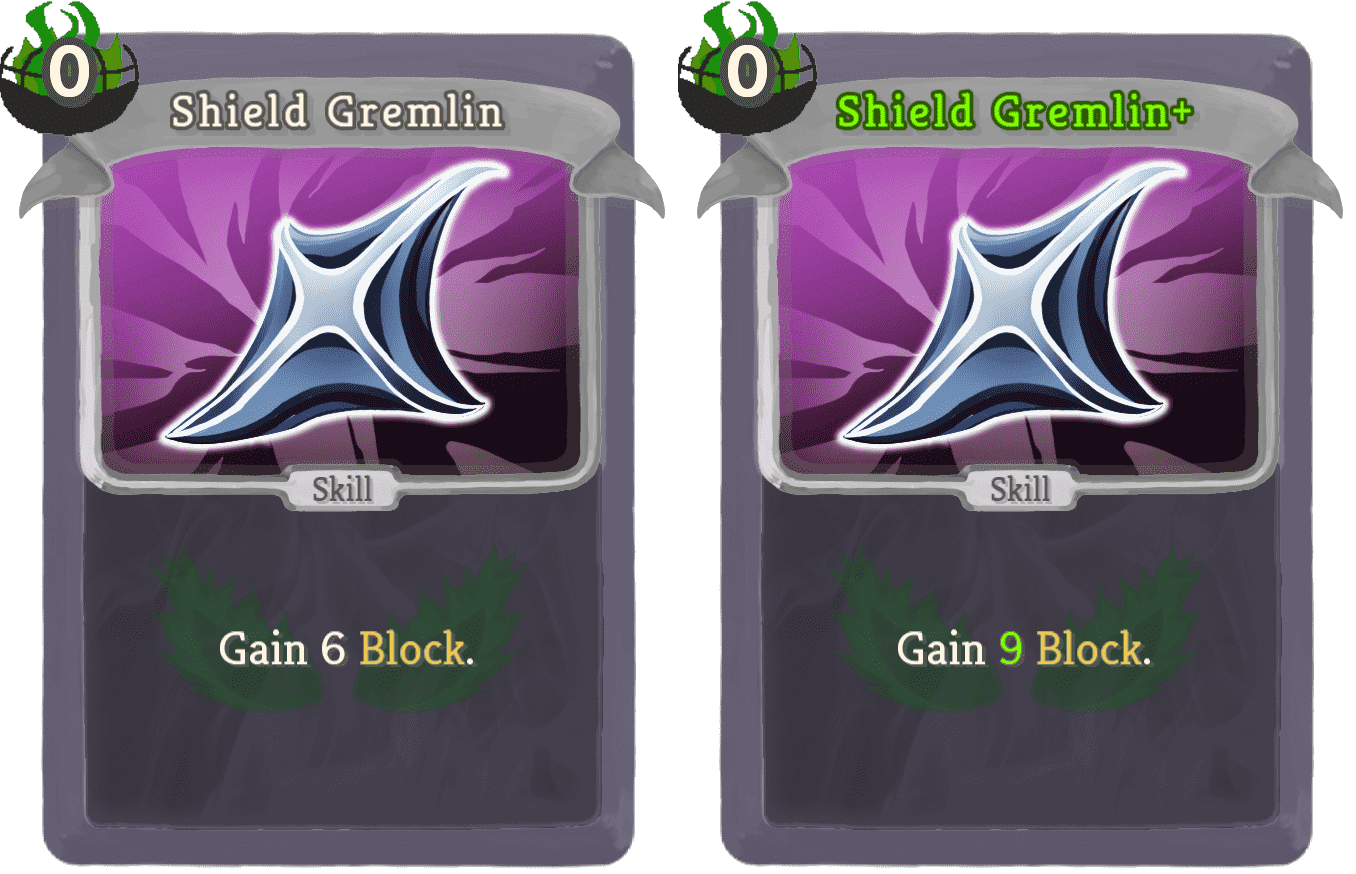 0
Shield Gremlin
Skill
Gain 6 Block.
0
Shield Gremlin+
Skill
Gain 9 Block.